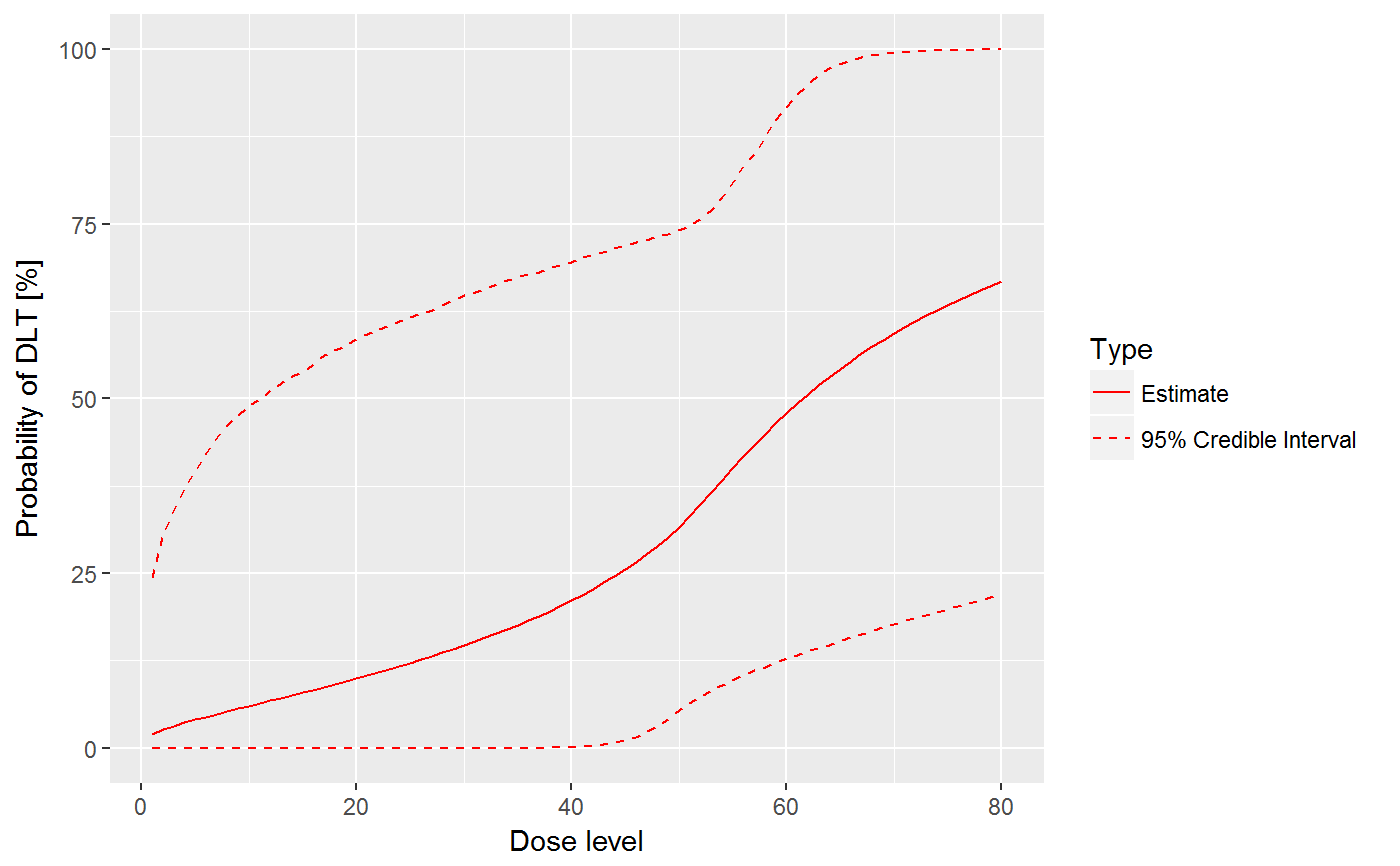 100
75
50
25
0
Probability of DLT [%]
0 20 40 60 80
Dose level
Type
Estimate
95% Credible Interval